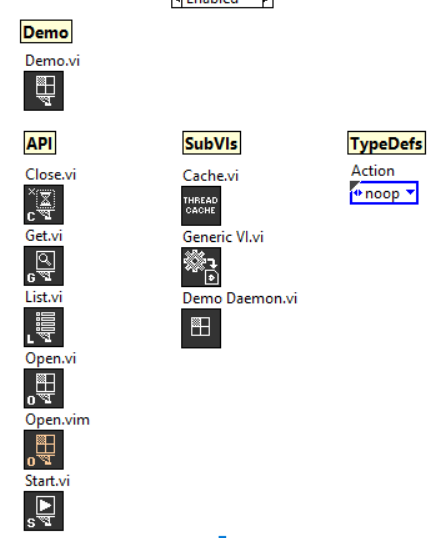 Enabled
Demo
Demo.vi
API
SubVIs
TypeDefs
Close.vi
Cache.vi
Action
C
THREAD
CACHE
noop
Get.vi
Generic VI.vi
G
List.vi
Demo Daemon.vi
L
Open.vi
O
Open.vim
O
Start.vi
S